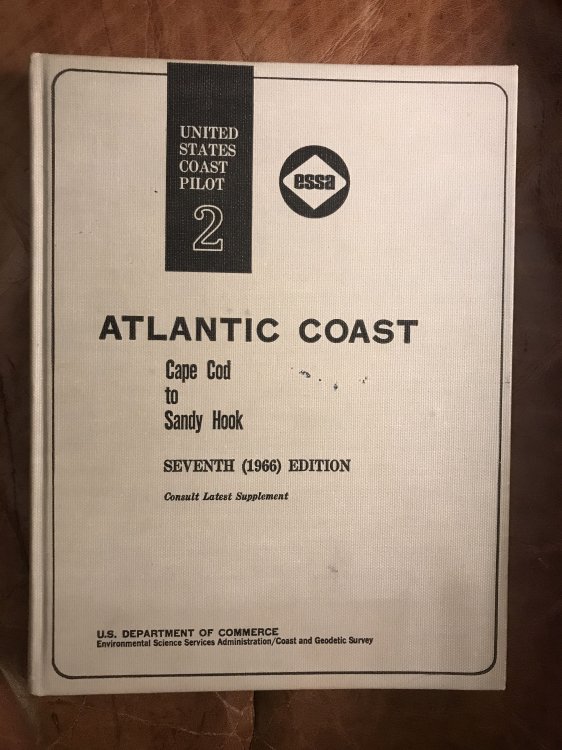 UNITED
STATES
COAST
PILOT
2
essa
ATLANTIC COAST
Cape Cod
to
Sandy Hook
SEVENTH (1966) EDITION
Consult Latest Supplement
U.S. DEPARTMENT OF COMMERCE
Environmental Science Services Administration/Coast and Geodetic Survey